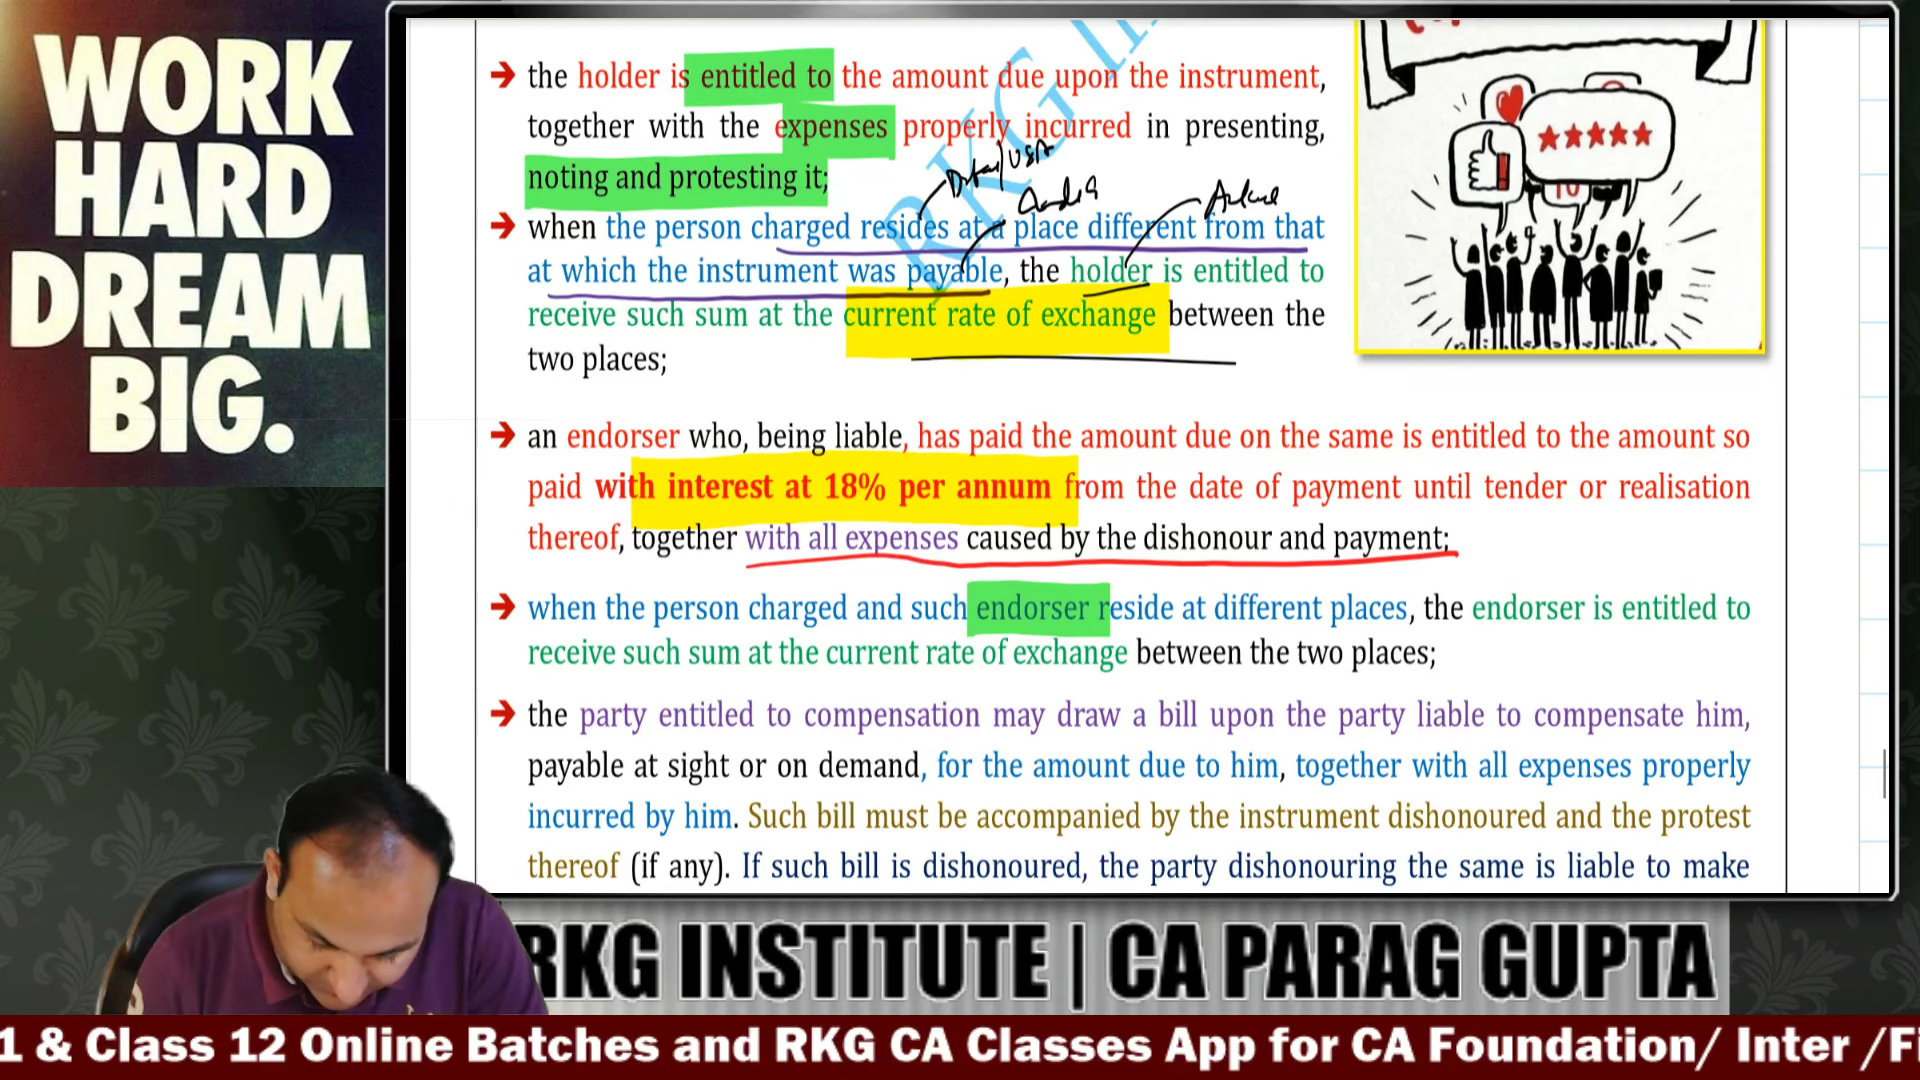 WORK
HARD
DREAM
BIG.
➔ the holder is entitled to the amount due upon the instrument,
together with the expenses properly incurred in presenting,
noting and protesting it;
➔ when the person charged resides at a place different from that
at which the instrument was payable, the holder is entitled to
receive such sum at the current rate of exchange between the
two places;
➔ an endorser who, being liable, has paid the amount due on the same is entitled to the amount so
paid with interest at 18% per annum from the date of payment until tender or realisation
thereof, together with all expenses caused by the dishonour and payment;
➔ when the person charged and such endorser reside at different places, the endorser is entitled to
receive such sum at the current rate of exchange between the two places;
➔ the party entitled to compensation may draw a bill upon the party liable to compensate him,
payable at sight or on demand, for the amount due to him, together with all expenses properly
incurred by him. Such bill must be accompanied by the instrument dishonoured and the protest
thereof (if any). If such bill is dishonoured, the party dishonouring the same is liable to make
RKG
RKG INSTITUTE | CA PARAG GUPTA
1 & Class 12 Online Batches and RKG CA Classes App for CA Foundation/ Inter /Fi